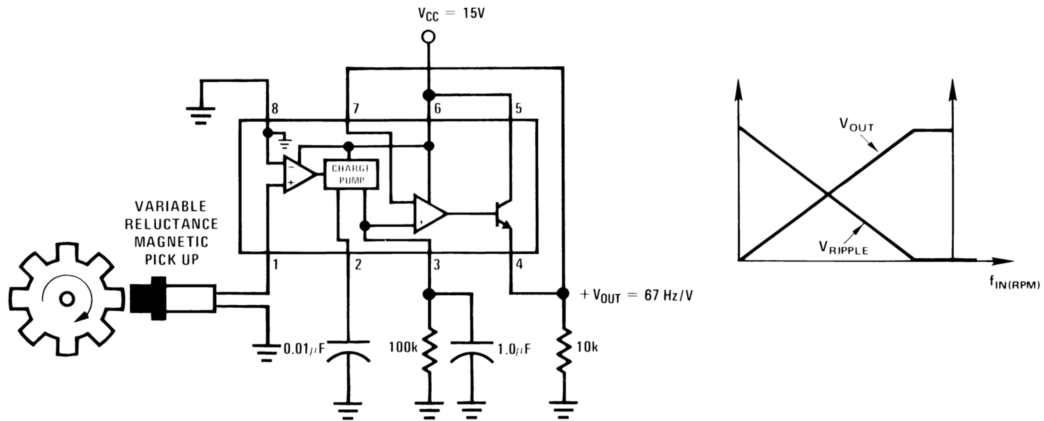 VCC = 15V
8 7 6 5
CHARGE
PUMP
VARIABLE
RELUCTANCE
MAGNETIC
PICK UP
1 2 3 4
+ VOUT = 67 Hz/V
0.01μF
100k
1.0μF
10k
VOUT
VRIPPLE
fIN(RPM)